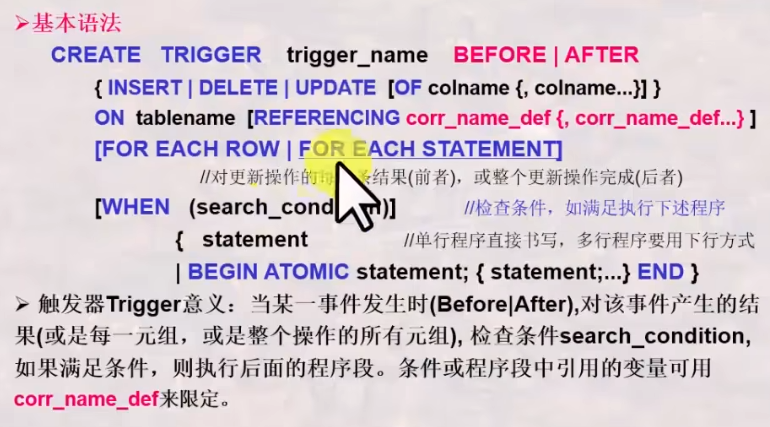 ➢基本语法
CREATE TRIGGER trigger_name BEFORE | AFTER
{ INSERT | DELETE | UPDATE [OF colname {, colname...}] }
ON tablename [REFERENCING corr_name_def {, corr_name_def...} ]
[FOR EACH ROW | FOR EACH STATEMENT]
//对更新操作的每一条结果(前者)，或整个更新操作完成(后者)
[WHEN (search_condition)] //检查条件，如满足执行下述程序
{ statement //单行程序直接书写，多行程序要用下行方式
| BEGIN ATOMIC statement; { statement;...} END }
➢ 触发器Trigger意义：当某一事件发生时(Before|After),对该事件产生的结
果(或是每一元组，或是整个操作的所有元组), 检查条件search_condition,
如果满足条件，则执行后面的程序段。条件或程序段中引用的变量可用
corr_name_def来限定。